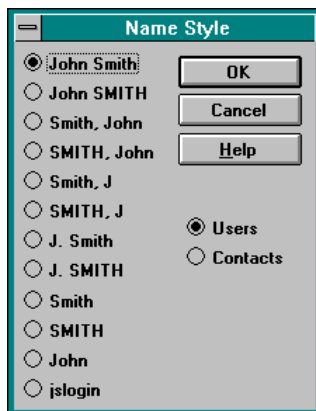 Name Style
John Smith
John SMITH
Smith, John
SMITH, John
Smith, J
SMITH, J
J. Smith
J. SMITH
Smith
SMITH
John
jslogin
OK
Cancel
Help
Users
Contacts